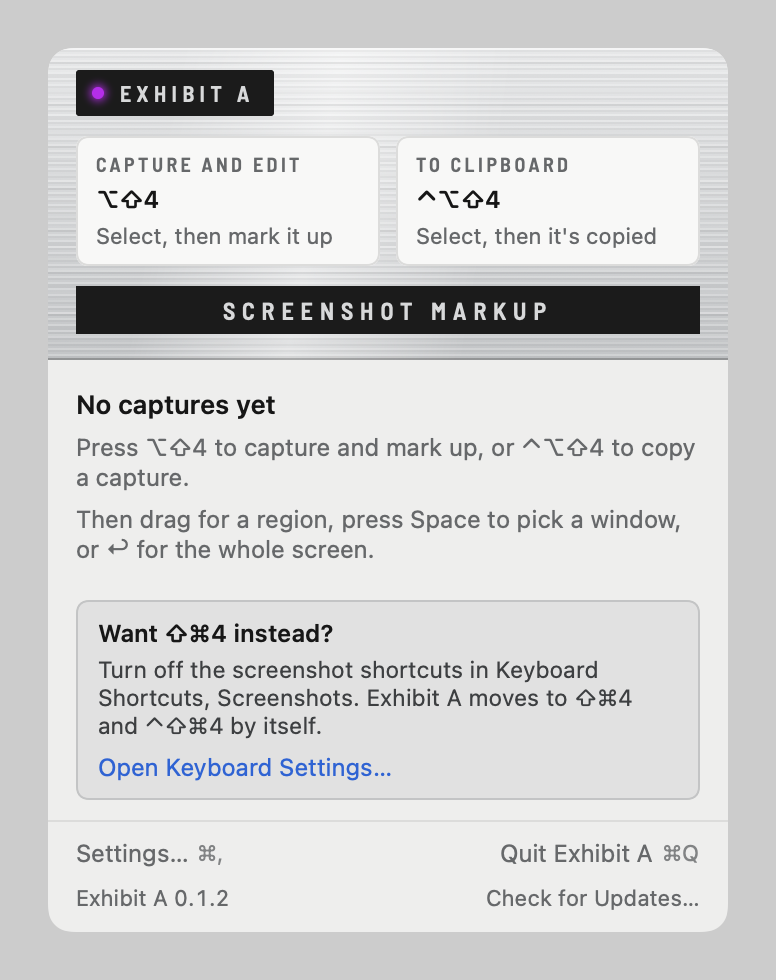 EXHIBIT A
CAPTURE AND EDIT
⌥⇧4
Select, then mark it up
TO CLIPBOARD
⌃⌥⇧4
Select, then it's copied
SCREENSHOT MARKUP
No captures yet
Press ⌥⇧4 to capture and mark up, or ⌃⌥⇧4 to copy
a capture.
Then drag for a region, press Space to pick a window,
or ↩ for the whole screen.
Want ⇧⌘4 instead?
Turn off the screenshot shortcuts in Keyboard
Shortcuts, Screenshots. Exhibit A moves to ⇧⌘4
and ⌃⇧⌘4 by itself.
Open Keyboard Settings…
Settings… ⌘,
Quit Exhibit A ⌘Q
Exhibit A 0.1.2
Check for Updates…